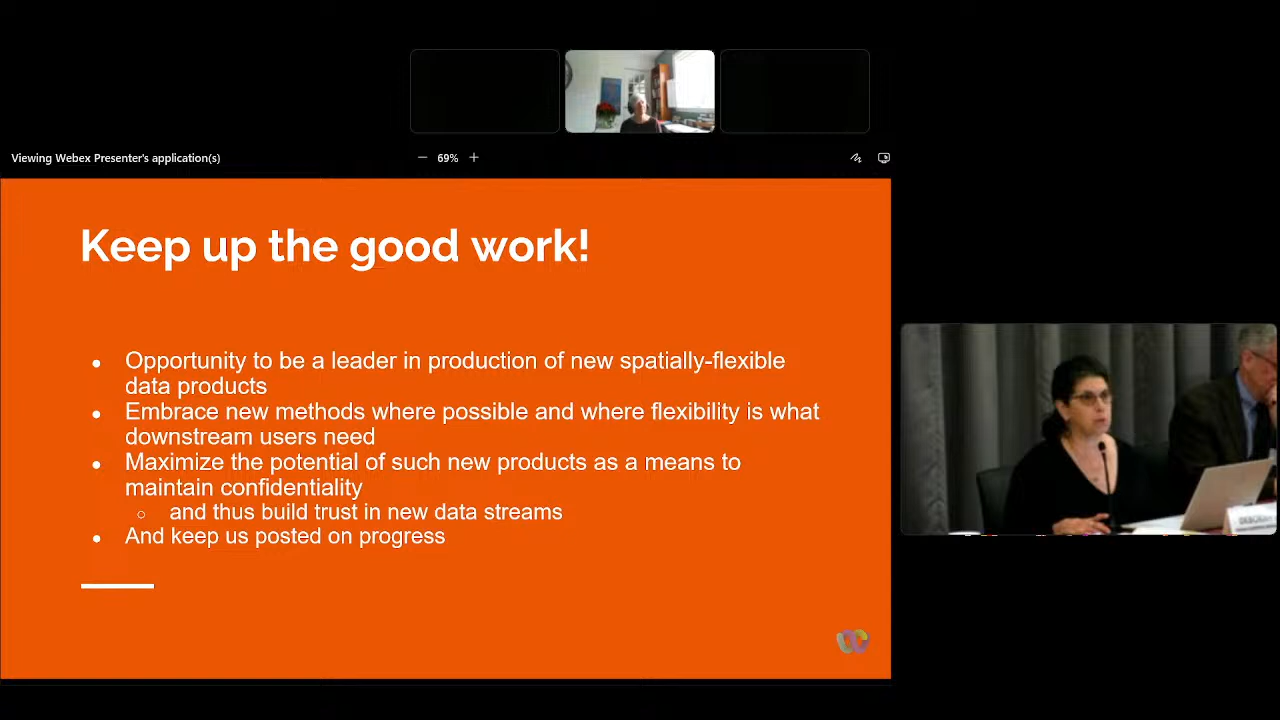 Viewing Webex Presenter's application(s)
69%
Keep up the good work!
Opportunity to be a leader in production of new spatially-flexible
data products
Embrace new methods where possible and where flexibility is what
downstream users need
Maximize the potential of such new products as a means to
maintain confidentiality
and thus build trust in new data streams
And keep us posted on progress